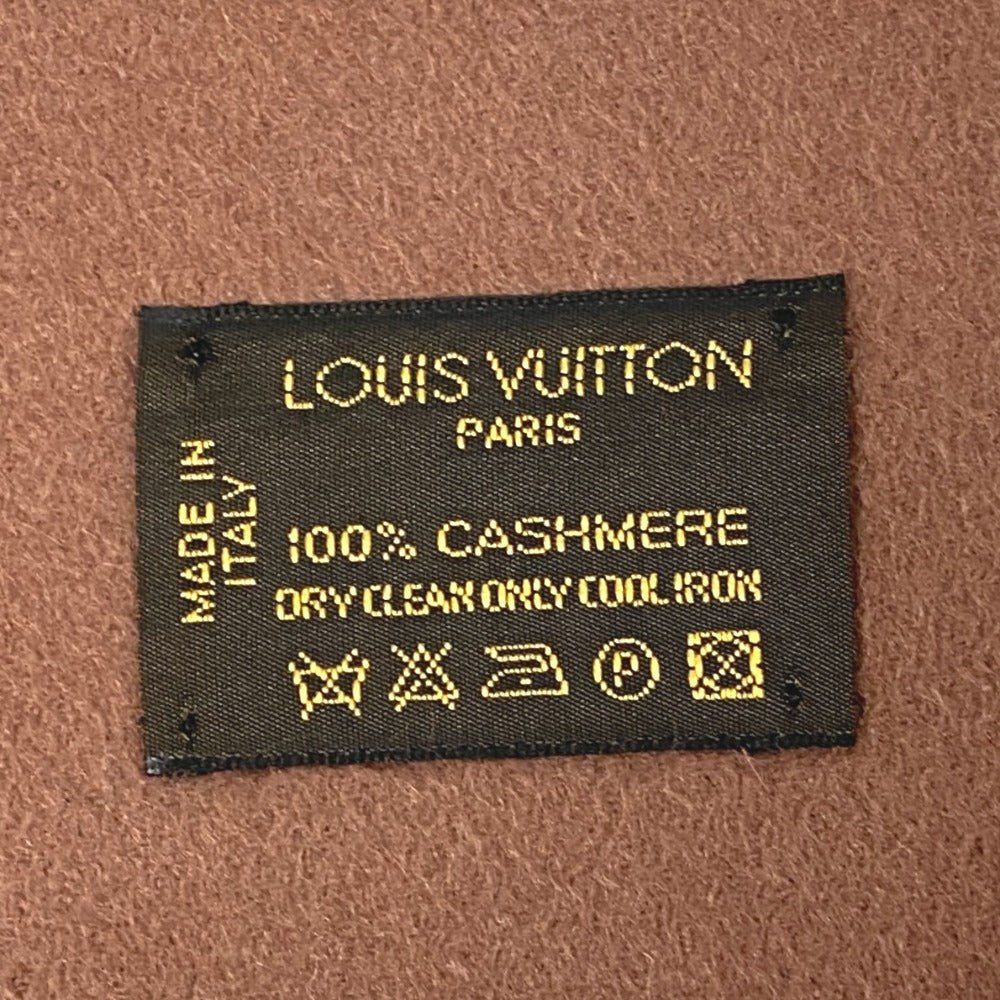 LOUIS VUITTON
PARIS
MADE IN
ITALY
100% CASHMERE
DRY CLEAN ONLY COOL IRON
P